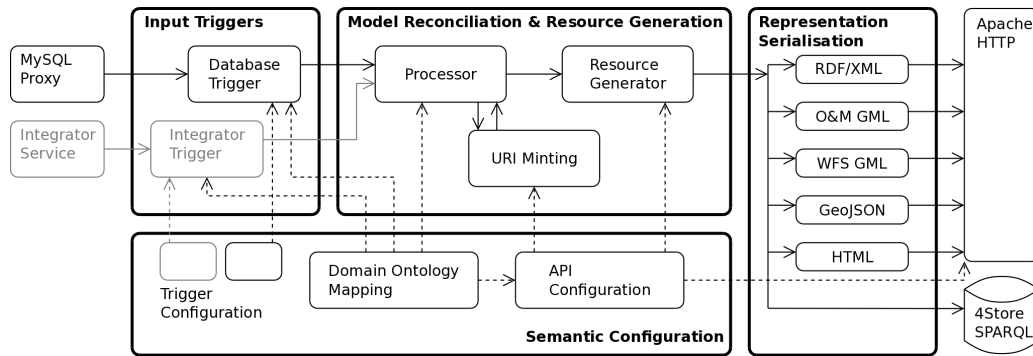 Input Triggers
Model Reconciliation & Resource Generation
Representation
Serialisation
Apache
HTTP
MySQL
Proxy
Database
Trigger
Processor
Resource
Generator
RDF/XML
O&M GML
Integrator
Service
Integrator
Trigger
URI Minting
WFS GML
GeoJSON
HTML
Trigger
Configuration
Domain Ontology
Mapping
API
Configuration
Semantic Configuration
4Store
SPARQL